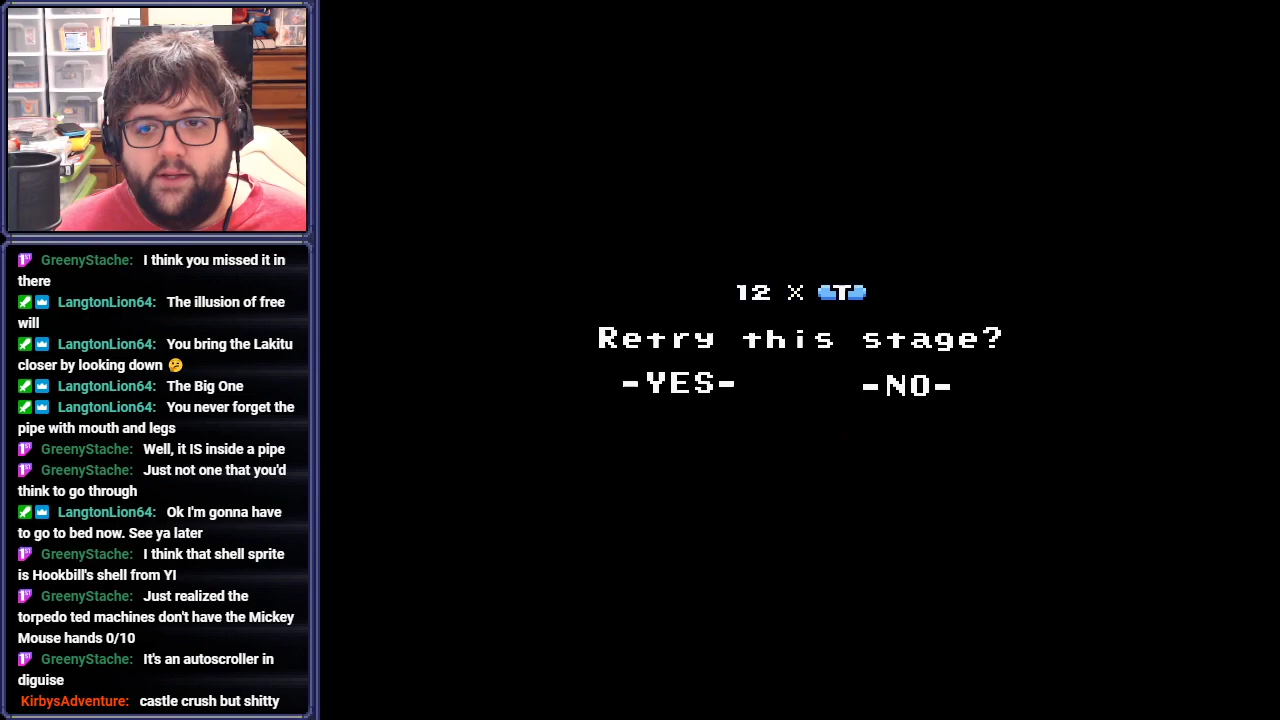 GreenyStache: I think you missed it in
there
LangtonLion64: The illusion of free
will
LangtonLion64: You bring the Lakitu
closer by looking down 🤔
LangtonLion64: The Big One
LangtonLion64: You never forget the
pipe with mouth and legs
GreenyStache: Well, it IS inside a pipe
GreenyStache: Just not one that you'd
think to go through
LangtonLion64: Ok I'm gonna have
to go to bed now. See ya later
GreenyStache: I think that shell sprite
is Hookbill's shell from YI
GreenyStache: Just realized the
torpedo ted machines don't have the Mickey
Mouse hands 0/10
GreenyStache: It's an autoscroller in
diguise
KirbysAdventure: castle crush but shitty
12 × T
Retry this stage?
-YES- -NO-